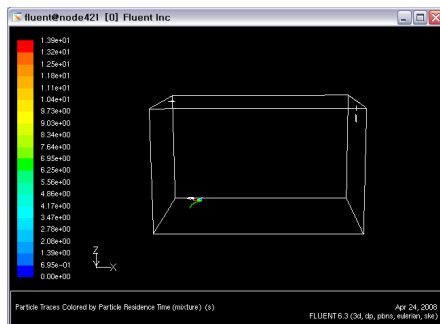 fluent@node421 [0] Fluent Inc
1.39e+01
1.32e+01
1.25e+01
1.18e+01
1.11e+01
1.04e+01
9.73e+00
9.03e+00
8.34e+00
7.64e+00
6.95e+00
6.25e+00
5.56e+00
4.86e+00
4.17e+00
3.47e+00
2.78e+00
2.08e+00
1.39e+00
6.95e-01
0.00e+00
Z
X
Particle Traces Colored by Particle Residence Time (mixture) (s)
Apr 24, 2008
FLUENT 6.3 (3d, dp, pbns, eulerian, ske)